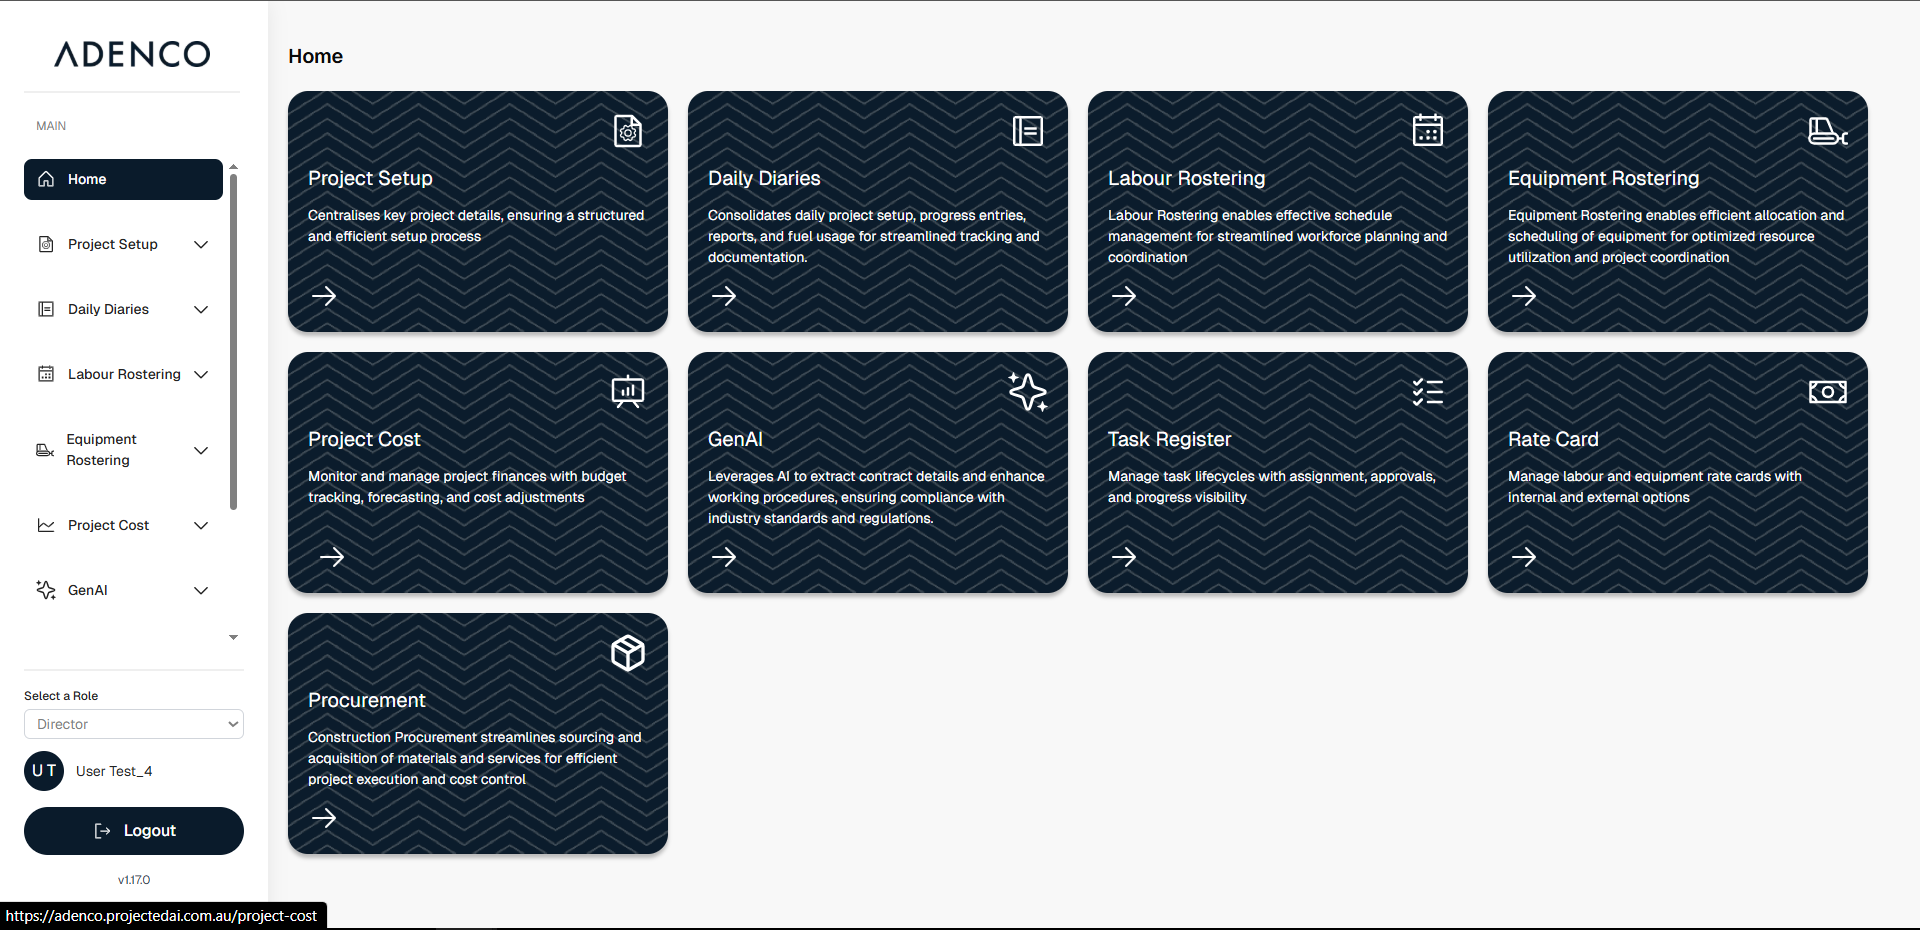 ADENCO
MAIN
Home
Project Setup
Daily Diaries
Labour Rostering
Equipment
Rostering
Project Cost
GenAI
Select a Role
Director
UT
User Test_4
Logout
v1.17.0
https://adenco.projectedai.com.au/project-cost
Home
Project Setup
Centralises key project details, ensuring a structured
and efficient setup process
Daily Diaries
Consolidates daily project setup, progress entries,
reports, and fuel usage for streamlined tracking and
documentation.
Labour Rostering
Labour Rostering enables effective schedule
management for streamlined workforce planning and
coordination
Equipment Rostering
Equipment Rostering enables efficient allocation and
scheduling of equipment for optimized resource
utilization and project coordination
Project Cost
Monitor and manage project finances with budget
tracking, forecasting, and cost adjustments
GenAI
Leverages AI to extract contract details and enhance
working procedures, ensuring compliance with
industry standards and regulations.
Task Register
Manage task lifecycles with assignment, approvals,
and progress visibility
Rate Card
Manage labour and equipment rate cards with
internal and external options
Procurement
Construction Procurement streamlines sourcing and
acquisition of materials and services for efficient
project execution and cost control